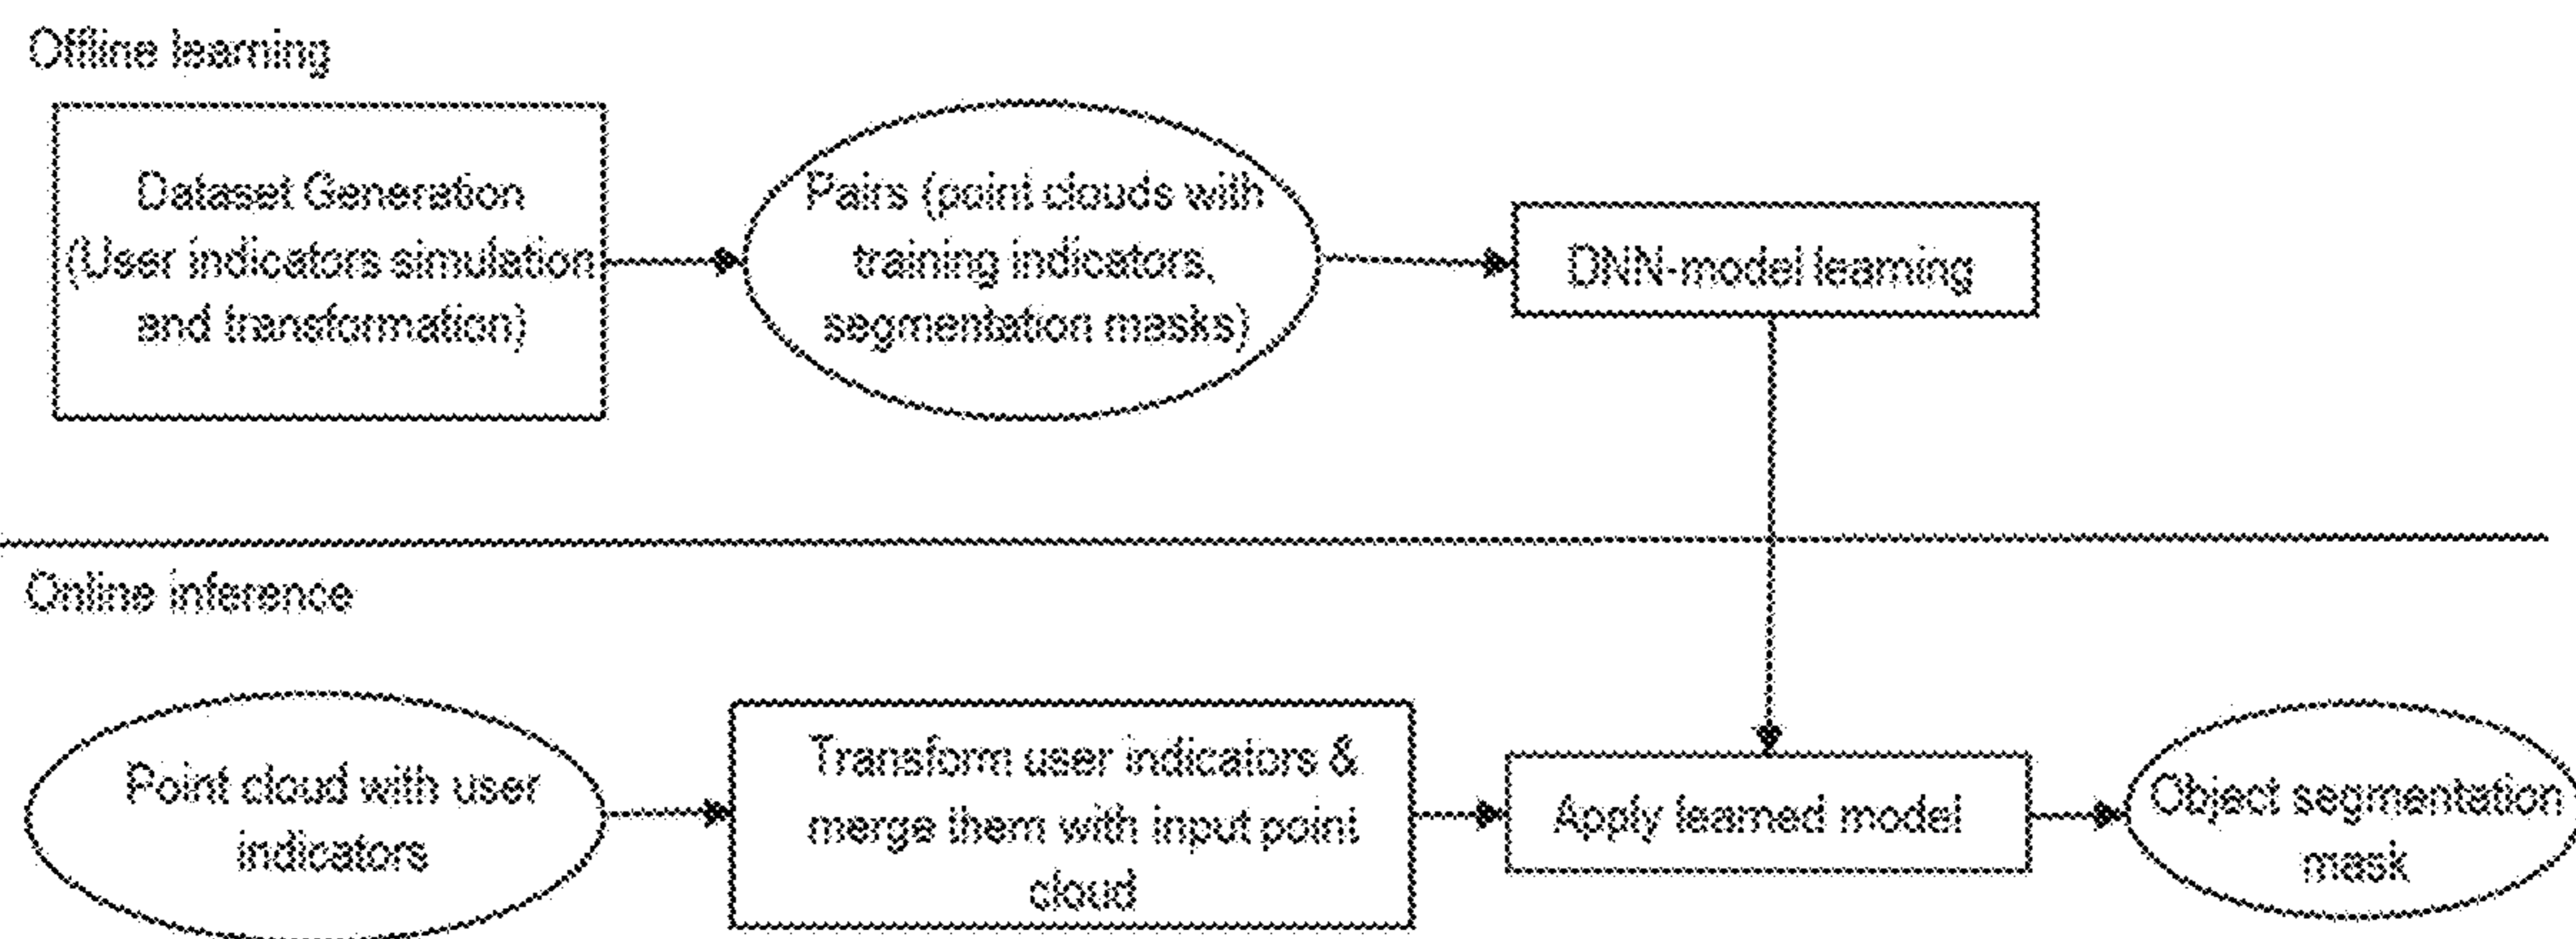 Offline learning
Dataset Generation
(User indicators simulation
and transformation)
Pairs (point clouds with
training indicators,
segmentation masks)
DNN-model learning
Online inference
Point cloud with user
indicators
Transform user indicators &
merge them with input point
cloud
Apply learned model
Object segmentation
mask